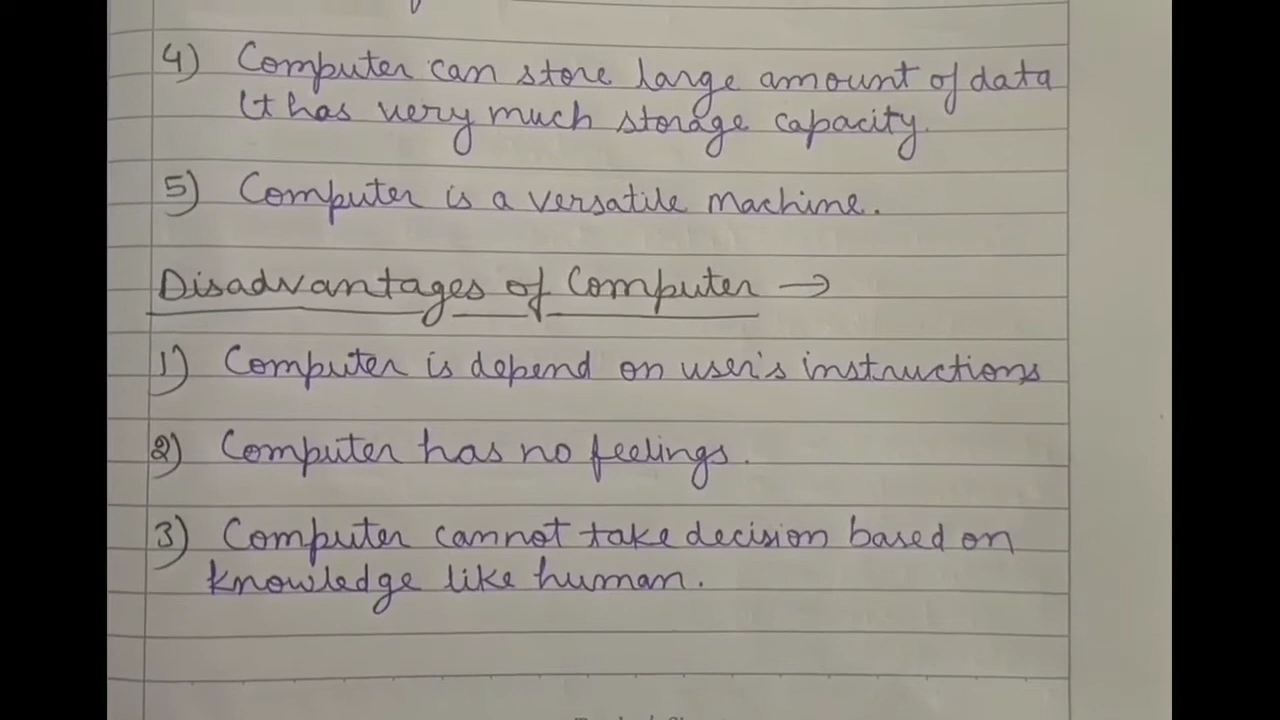 4) Computer can store large amount of data
It has very much storage capacity.
5) Computer is a versatile machine.
Disadvantages of Computer →
1) Computer is depend on user's instructions
2) Computer has no feelings.
3) Computer cannot take decision based on
knowledge like human.